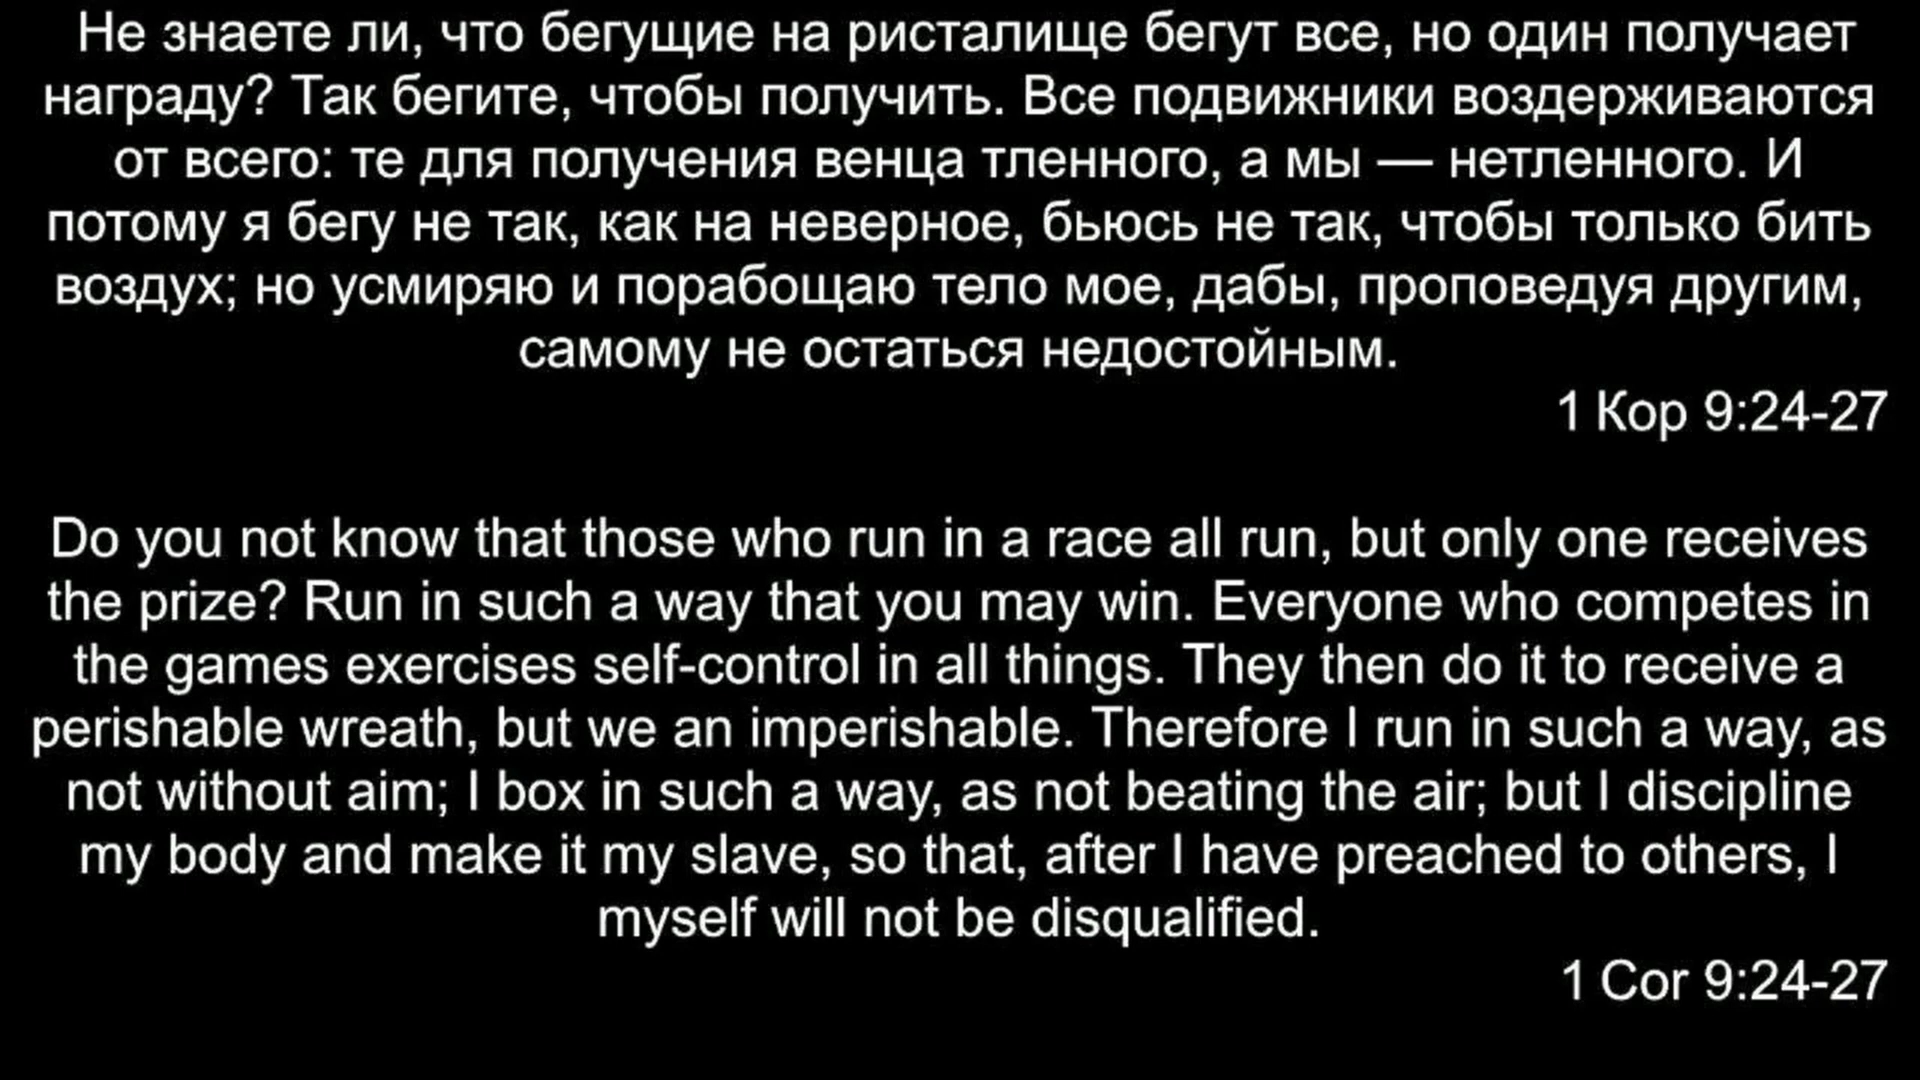 Не знаете ли, что бегущие на ристалище бегут все, но один получает
награду? Так бегите, чтобы получить. Все подвижники воздерживаются
от всего: те для получения венца тленного, а мы — нетленного. И
потому я бегу не так, как на неверное, бьюсь не так, чтобы только бить
воздух; но усмиряю и порабощаю тело мое, дабы, проповедуя другим,
самому не остаться недостойным.
1 Кор 9:24-27
Do you not know that those who run in a race all run, but only one receives
the prize? Run in such a way that you may win. Everyone who competes in
the games exercises self-control in all things. They then do it to receive a
perishable wreath, but we an imperishable. Therefore I run in such a way, as
not without aim; I box in such a way, as not beating the air; but I discipline
my body and make it my slave, so that, after I have preached to others, I
myself will not be disqualified.
1 Cor 9:24-27